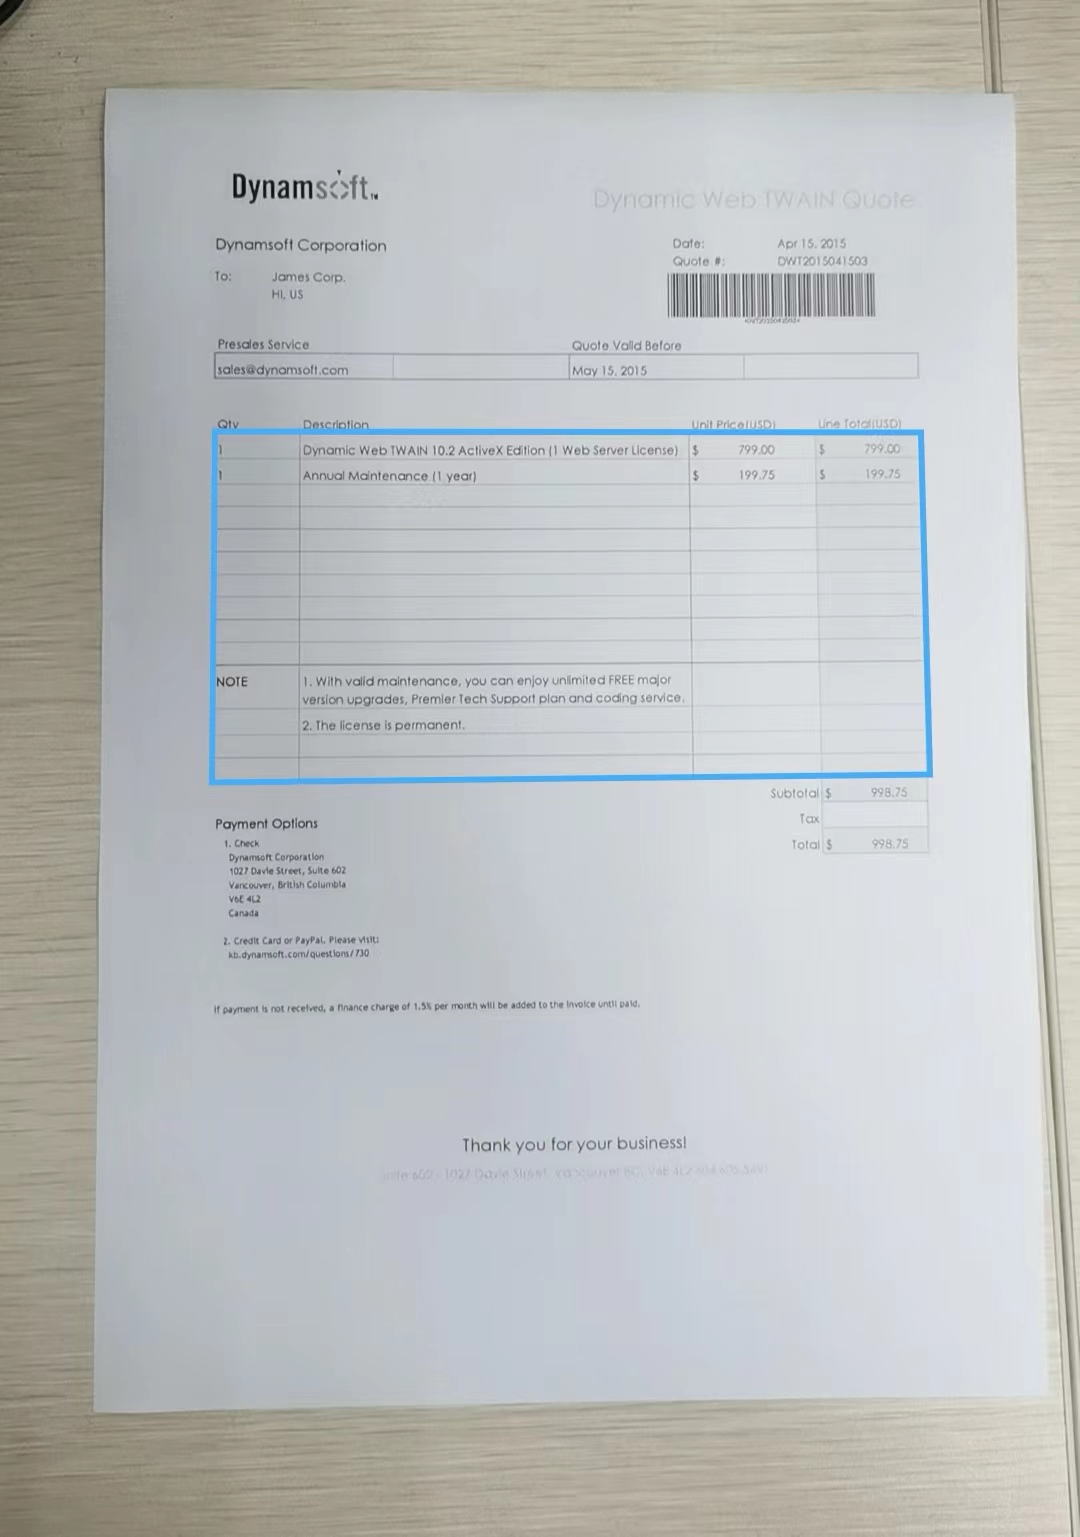 Dynamsoft
Dynamic Web TWAIN Quote
Dynamsoft Corporation
Date: Apr 15, 2015
Quote #: DWT2015041503
To: James Corp.
HI, US
Presales Service Quote Valid Before
sales@dynamsoft.com May 15, 2015
Qty Description Unit Price(USD) Line Total(USD)
1 Dynamic Web TWAIN 10.2 ActiveX Edition (1 Web Server License) $ 799.00 $ 799.00
1 Annual Maintenance (1 year) $ 199.75 $ 199.75
NOTE 1. With valid maintenance, you can enjoy unlimited FREE major
version upgrades, Premier Tech Support plan and coding service.
2. The license is permanent.
Subtotal $ 998.75
Tax
Total $ 998.75
Payment Options
1. Check
Dynamsoft Corporation
1027 Davie Street, Suite 602
Vancouver, British Columbia
V6E 4L2
Canada
2. Credit Card or PayPal. Please visit:
kb.dynamsoft.com/questions/730
If payment is not received, a finance charge of 1.5% per month will be added to the invoice until paid.
Thank you for your business!
Suite 602 - 1027 Davie Street, Vancouver BC, V6E 4L2